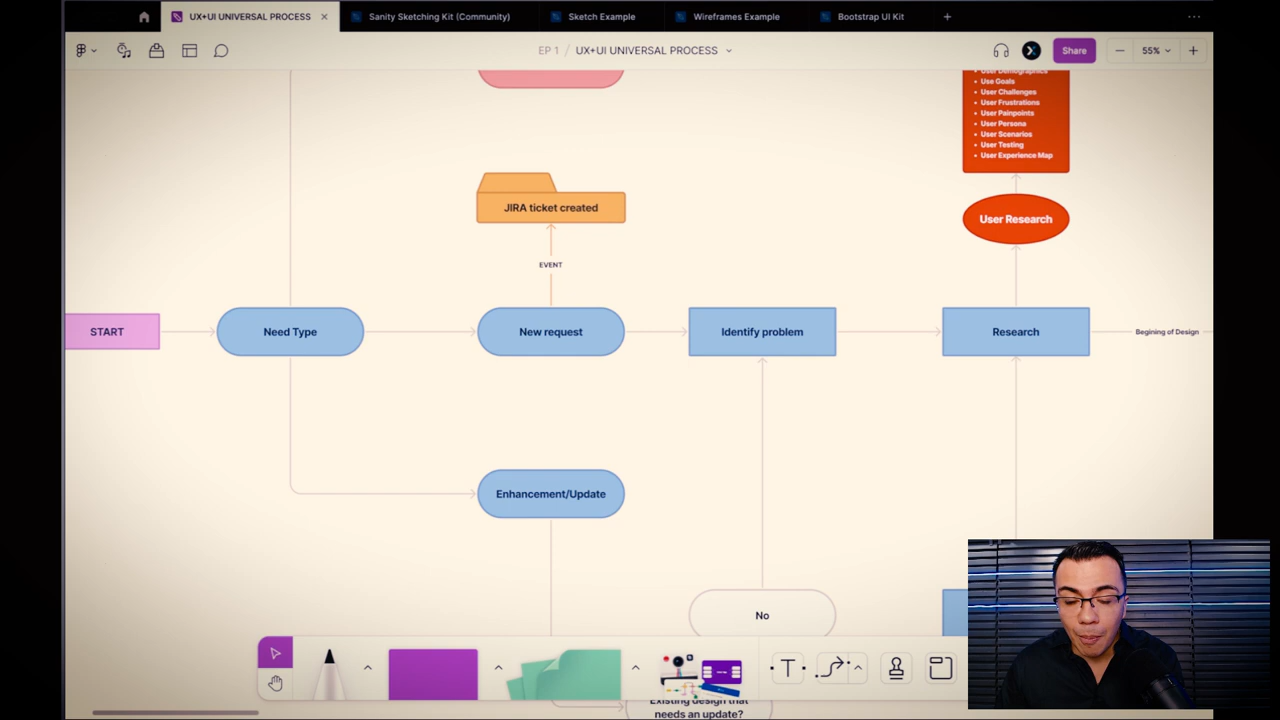 UX+UI UNIVERSAL PROCESS
Sanity Sketching Kit (Community)
Sketch Example
Wireframes Example
Bootstrap UI Kit
EP 1 / UX+UI UNIVERSAL PROCESS
Share
55%
Use Goals
User Challenges
User Frustrations
User Painpoints
User Persona
User Scenarios
User Testing
User Experience Map
JIRA ticket created
User Research
EVENT
START
Need Type
New request
Identify problem
Research
Begining of Design
Enhancement/Update
No
T
Existing design that
needs an update?